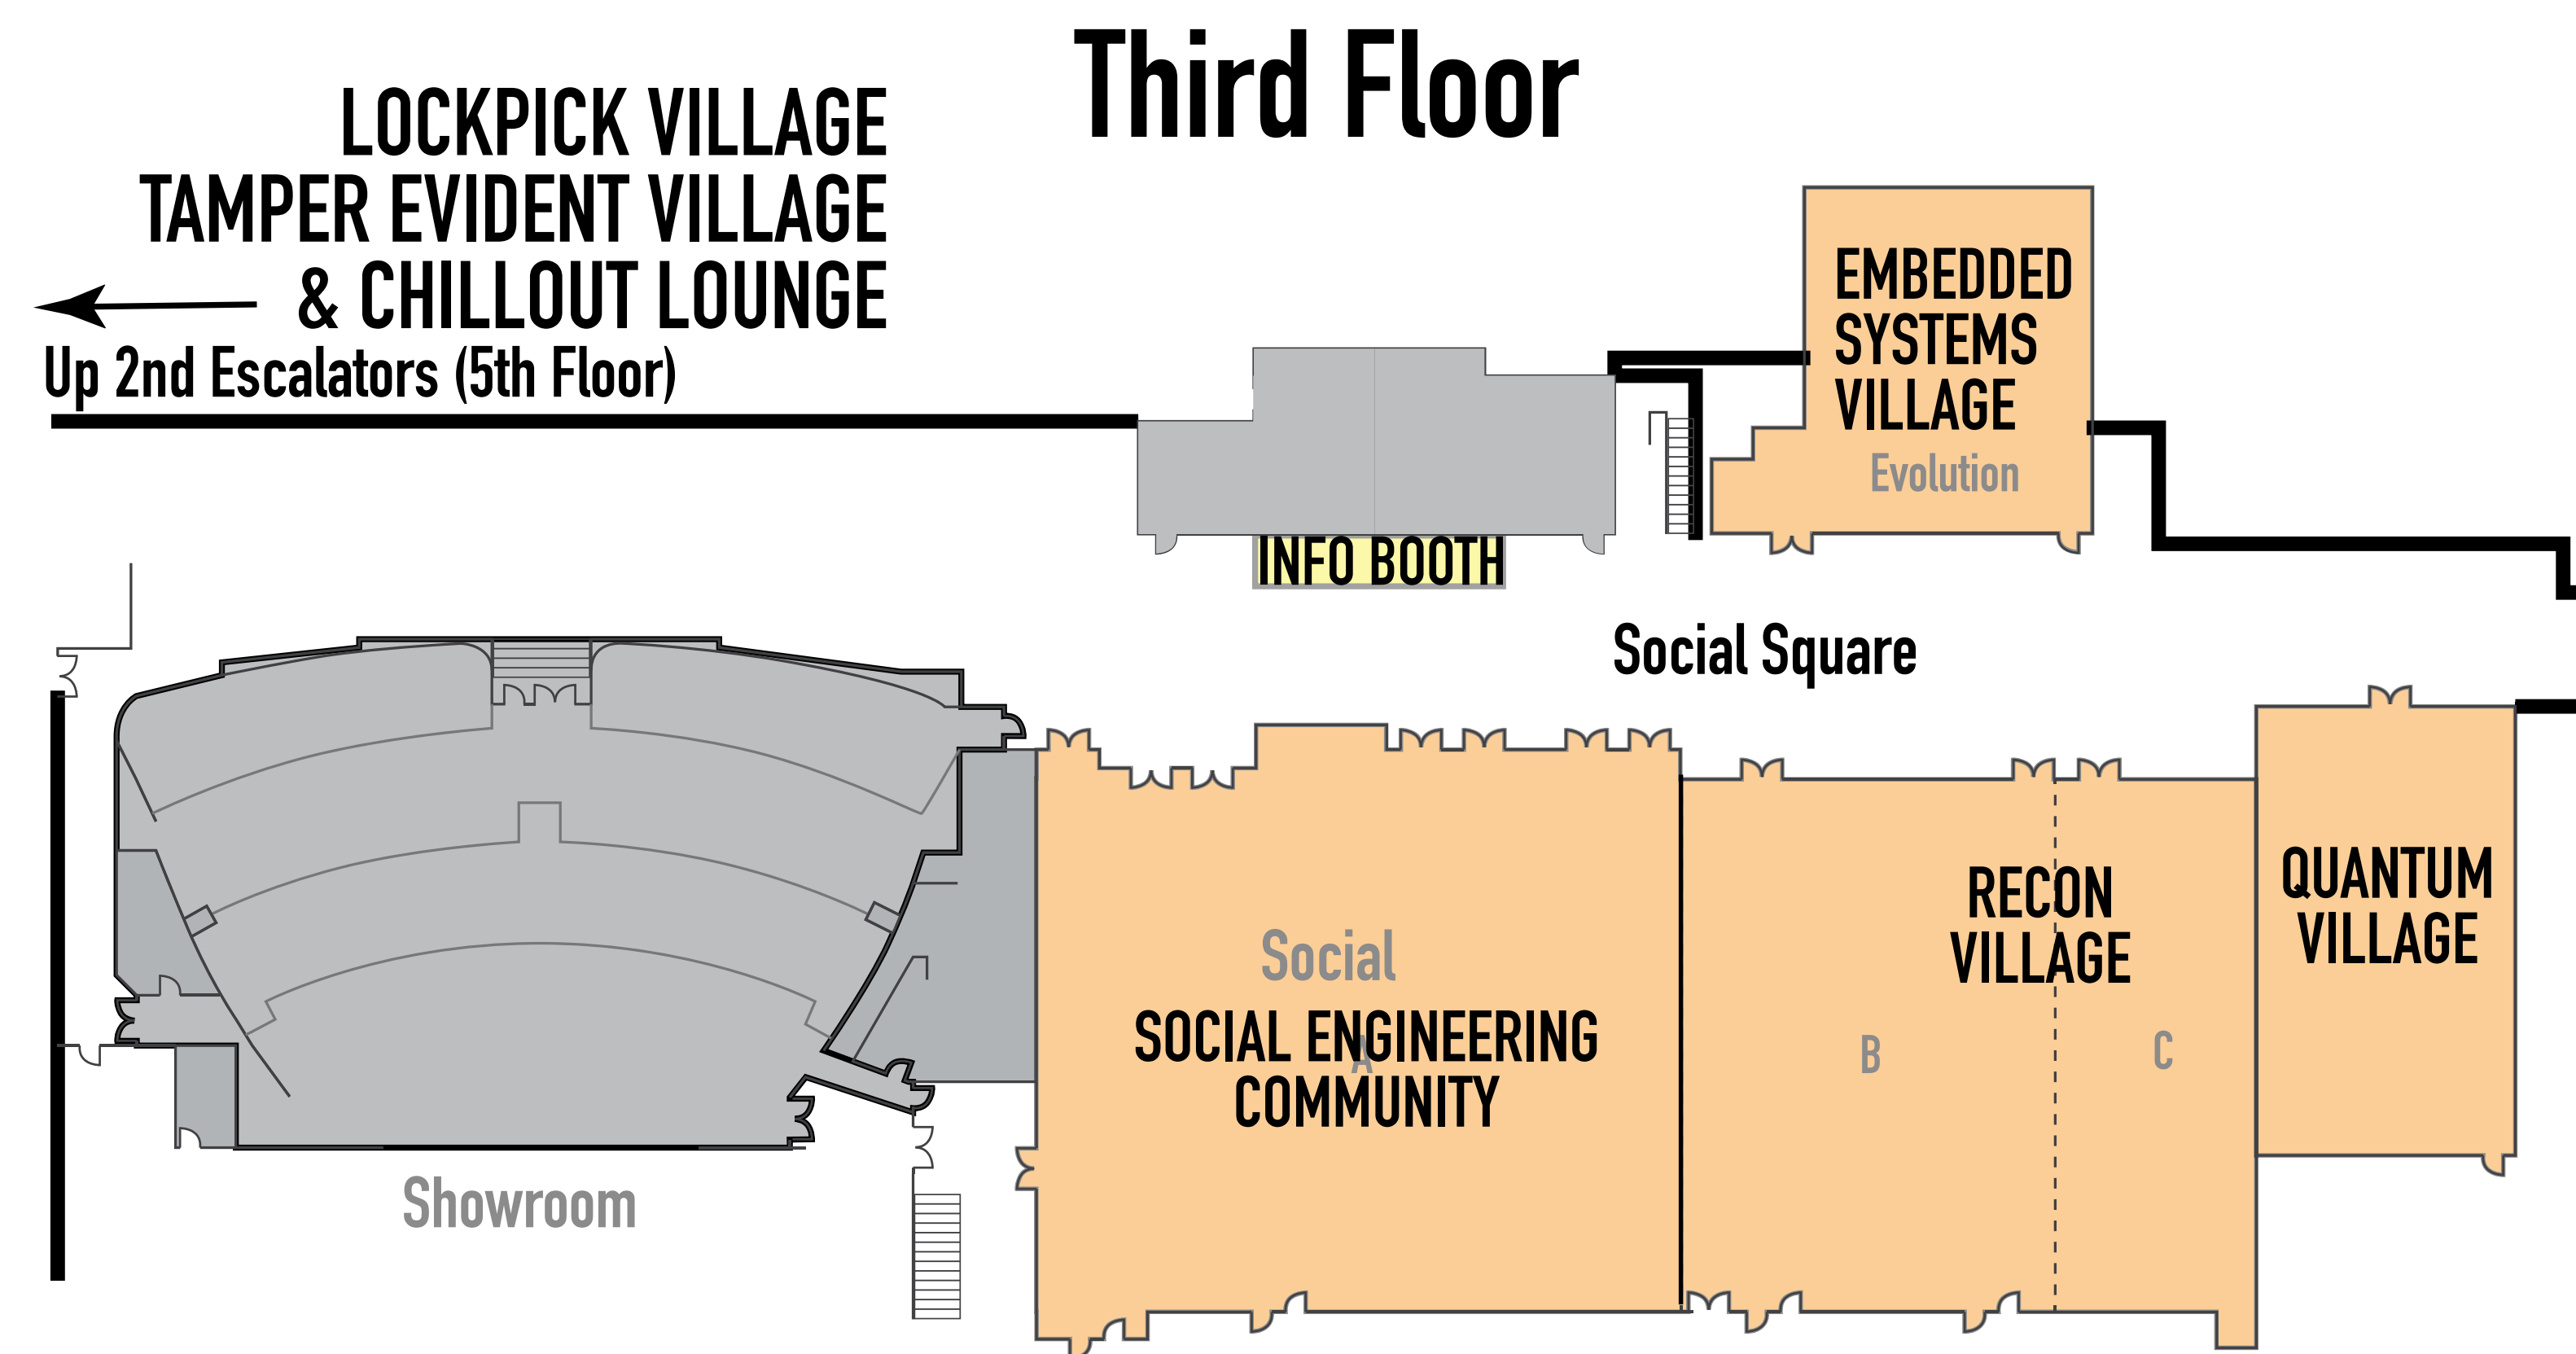 Third Floor
LOCKPICK VILLAGE
TAMPER EVIDENT VILLAGE
& CHILLOUT LOUNGE
Up 2nd Escalators (5th Floor)
EMBEDDED
SYSTEMS
VILLAGE
Evolution
INFO BOOTH
Social Square
Showroom
Social
SOCIAL ENGINEERING
A
COMMUNITY
RECON
VILLAGE
B
C
QUANTUM
VILLAGE